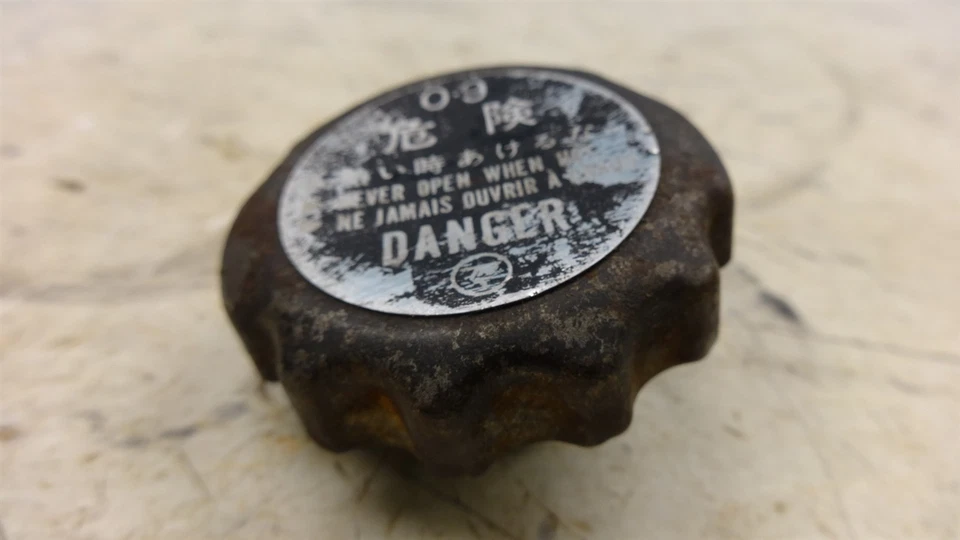 0.9
危険
い時あける
NEVER OPEN WHEN
NE JAMAIS OUVRIR À
DANGER